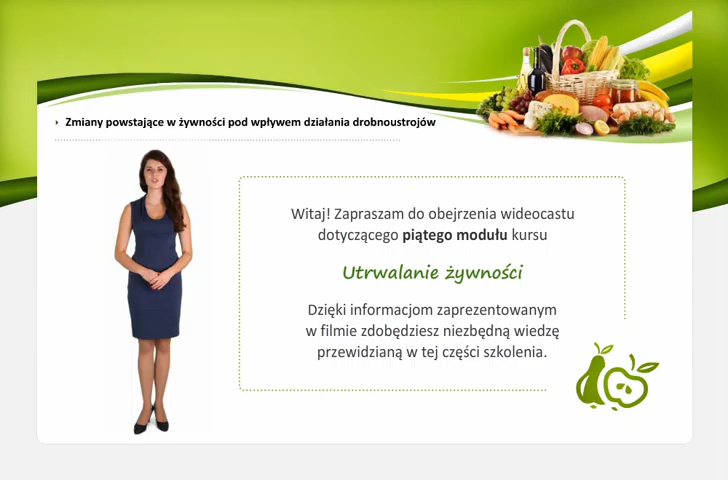 Zmiany powstające w żywności pod wpływem działania drobnoustrojów
Witaj! Zapraszam do obejrzenia wideocastu
dotyczącego piątego modułu kursu
Utrwalanie żywności
Dzięki informacjom zaprezentowanym
w filmie zdobędziesz niezbędną wiedzę
przewidzianą w tej części szkolenia.